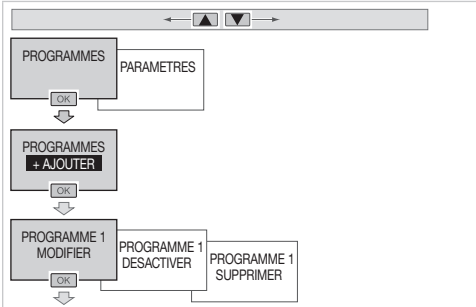 PROGRAMMES
PARAMETRES
OK
PROGRAMMES
+ AJOUTER
OK
PROGRAMME 1
MODIFIER
PROGRAMME 1
DESACTIVER
PROGRAMME 1
SUPPRIMER
OK